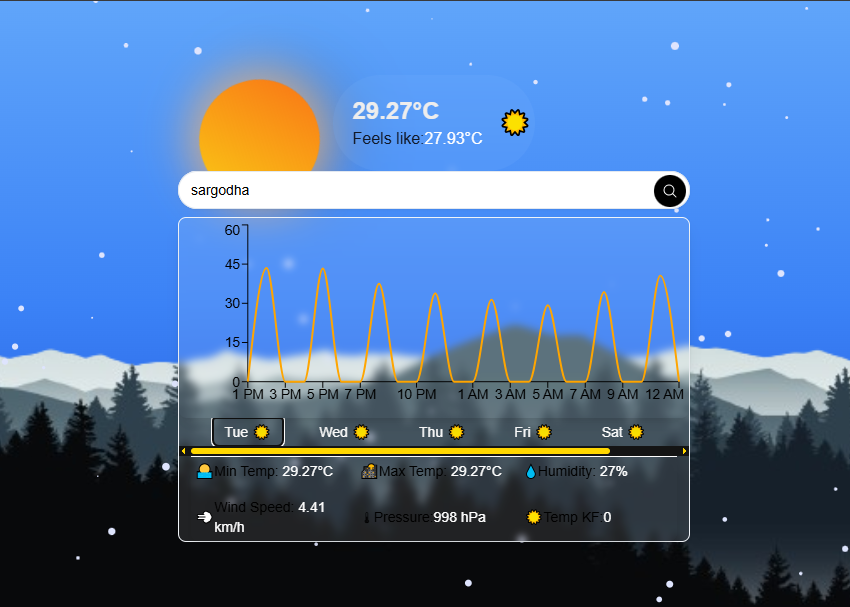 29.27°C
Feels like:27.93°C
sargodha
60
45
30
15
0
1 PM 3 PM 5 PM 7 PM 10 PM 1 AM 3 AM 5 AM 7 AM 9 AM 12 AM
Tue Wed Thu Fri Sat
Min Temp: 29.27°C Max Temp: 29.27°C Humidity: 27%
Wind Speed: 4.41
km/h
Pressure:998 hPa Temp KF:0